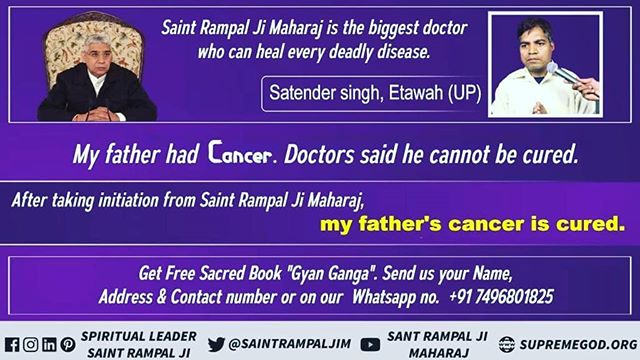 Saint Rampal Ji Maharaj is the biggest doctor
who can heal every deadly disease.
Satender singh, Etawah (UP)
My father had Cancer. Doctors said he cannot be cured.
After taking initiation from Saint Rampal Ji Maharaj,
my father's cancer is cured.
Get Free Sacred Book "Gyan Ganga". Send us your Name,
Address & Contact number or on our Whatsapp no. +91 7496801825
SPIRITUAL LEADER
SAINT RAMPAL JI
@SAINTRAMPALJIM
SANT RAMPAL JI
MAHARAJ
SUPREMEGOD.ORG